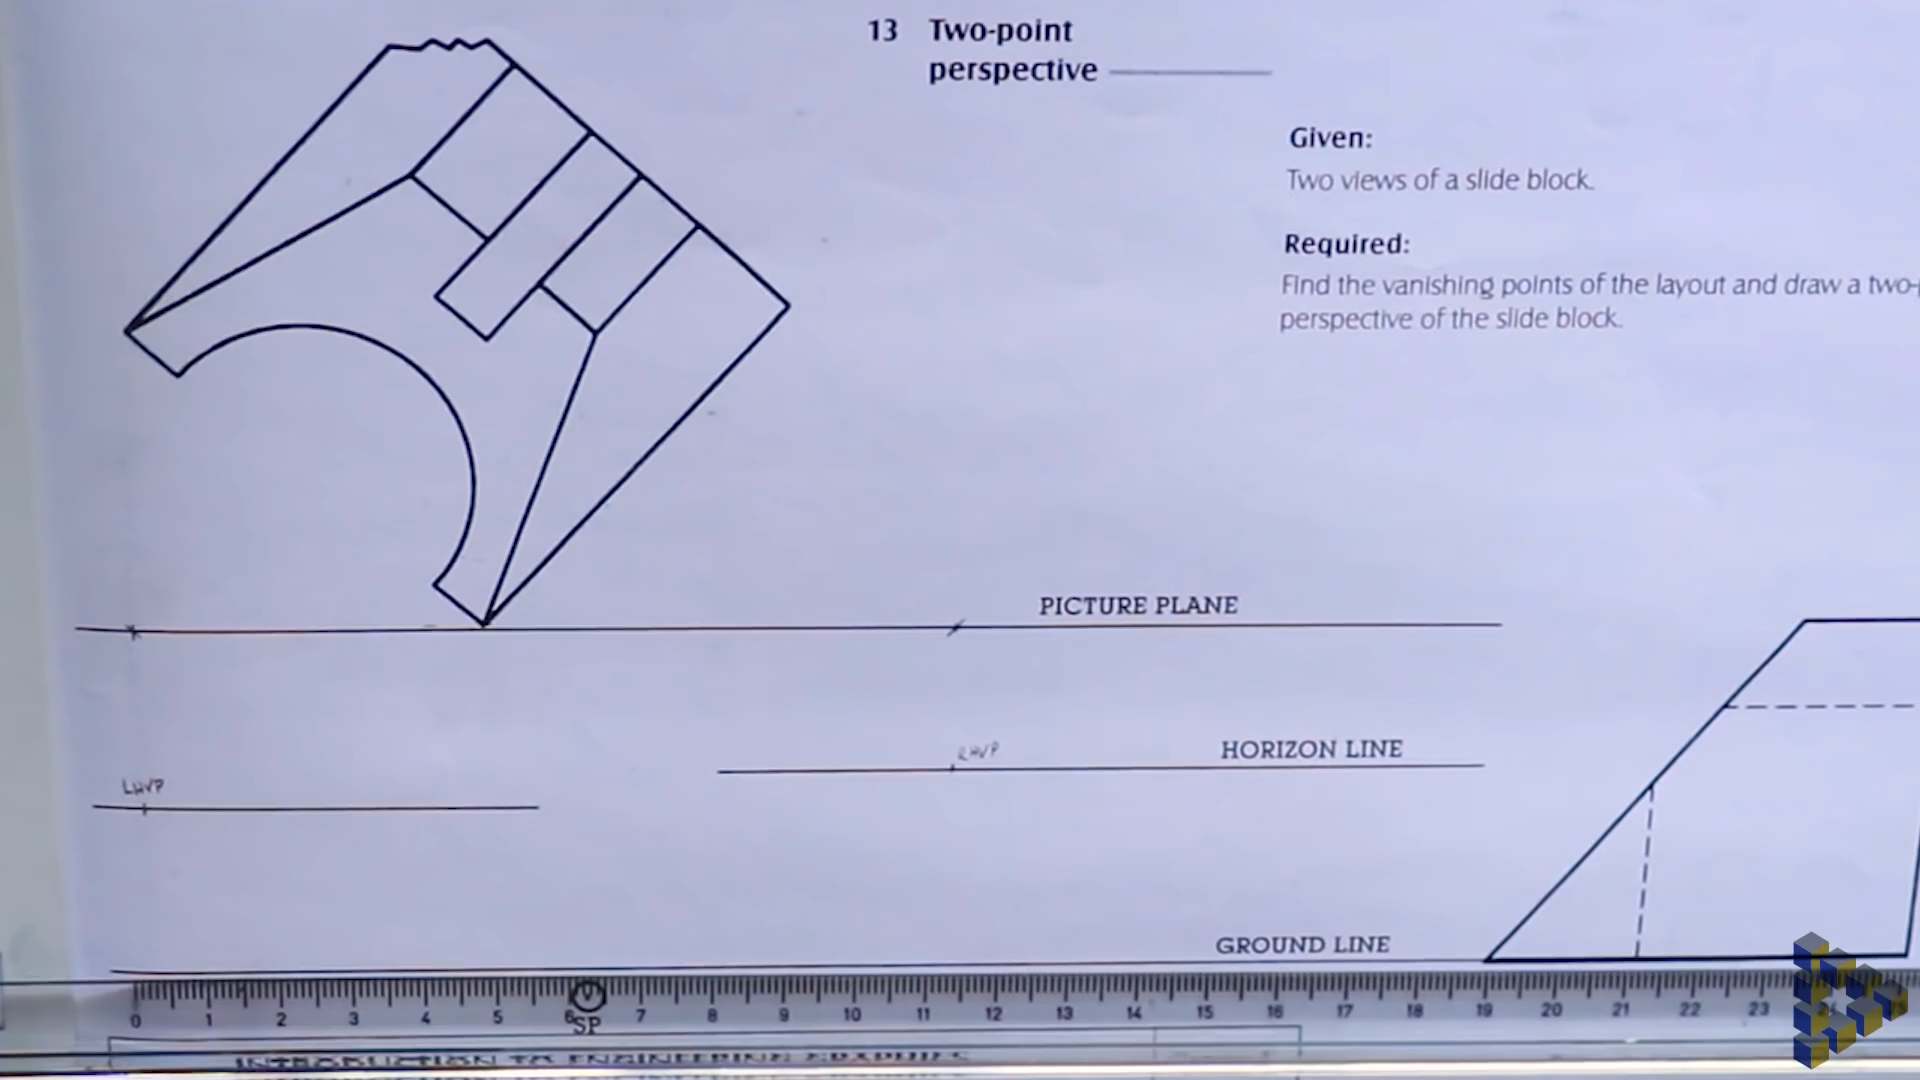 13 Two-point
perspective
Given:
Two views of a slide block.
Required:
Find the vanishing points of the layout and draw a two-
perspective of the slide block.
PICTURE PLANE
RHVP
HORIZON LINE
LHVP
GROUND LINE
0 1 2 3 4 5 6 7 8 9 10 11 12 13 14 15 16 17 18 19 20 21 22 23 24
SP
INTRODUCTION TO ENGINEERING GRAPHICS